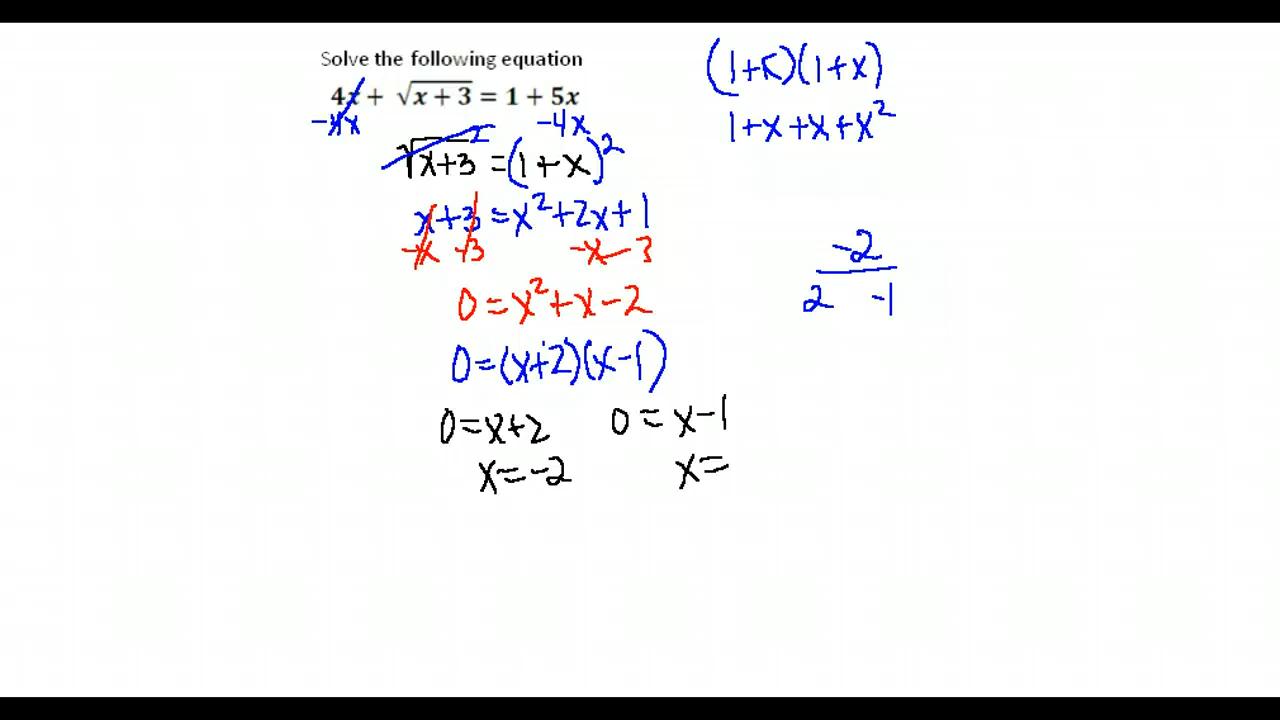 Solve the following equation
4x + √x + 3 = 1 + 5x
-4x -4x
√x+3² = (1+x)²
x+3 = x²+2x+1
-x -3 -x-3
0 = x²+x-2
0 = (x+2)(x-1)
0=x+2 0=x-1
x=-2 x=
(1+x)(1+x)
1+x+x+x²
-2
2 -1